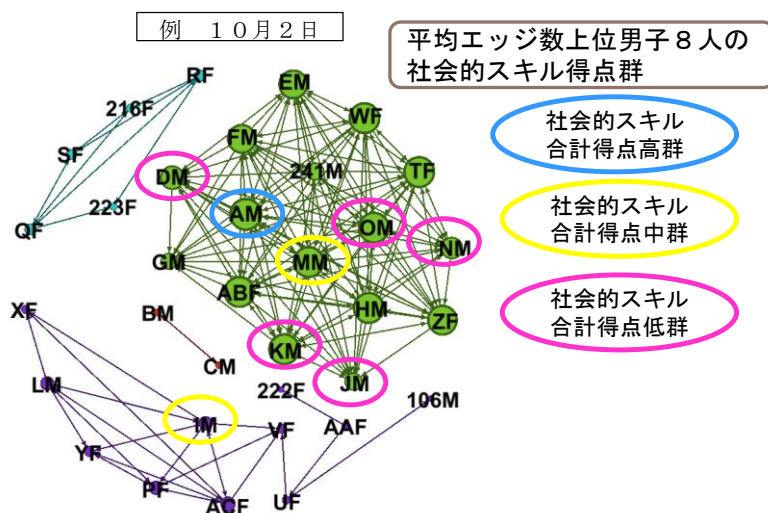 例 10月2日
平均エッジ数上位男子8人の
社会的スキル得点群
社会的スキル
合計得点高群
社会的スキル
合計得点中群
社会的スキル
合計得点低群
RF
216F
SF
223F
QF
EM
WF
FM
241M
TF
DM
AM
OM
NM
GM
MM
ABF
HM
ZF
KM
JM
BM
CM
XF
LM
222F
106M
IM
VF
AAF
YF
PF
ACF
UF